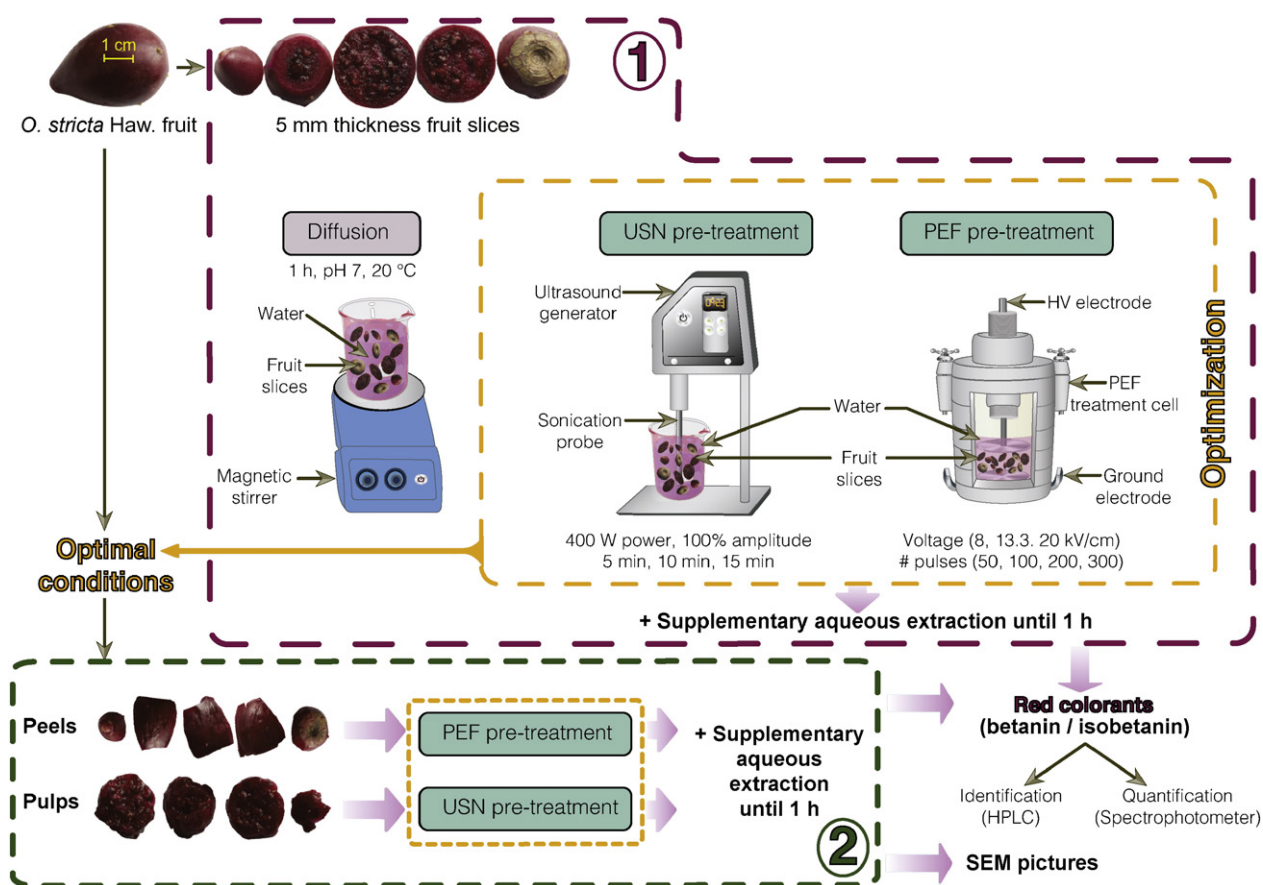 1 cm
O. stricta Haw. fruit
5 mm thickness fruit slices
1
Diffusion
1 h, pH 7, 20 °C
Water
Fruit
slices
Magnetic
stirrer
USN pre-treatment
Ultrasound
generator
Sonication
probe
Water
Fruit
slices
400 W power, 100% amplitude
5 min, 10 min, 15 min
PEF pre-treatment
HV electrode
PEF
treatment cell
Ground
electrode
Voltage (8, 13.3. 20 kV/cm)
# pulses (50, 100, 200, 300)
Optimization
Optimal
conditions
+ Supplementary aqueous extraction until 1 h
Peels
Pulps
PEF pre-treatment
USN pre-treatment
+ Supplementary
aqueous
extraction
until 1 h
2
Red colorants
(betanin / isobetanin)
Identification
(HPLC)
Quantification
(Spectrophotometer)
SEM pictures